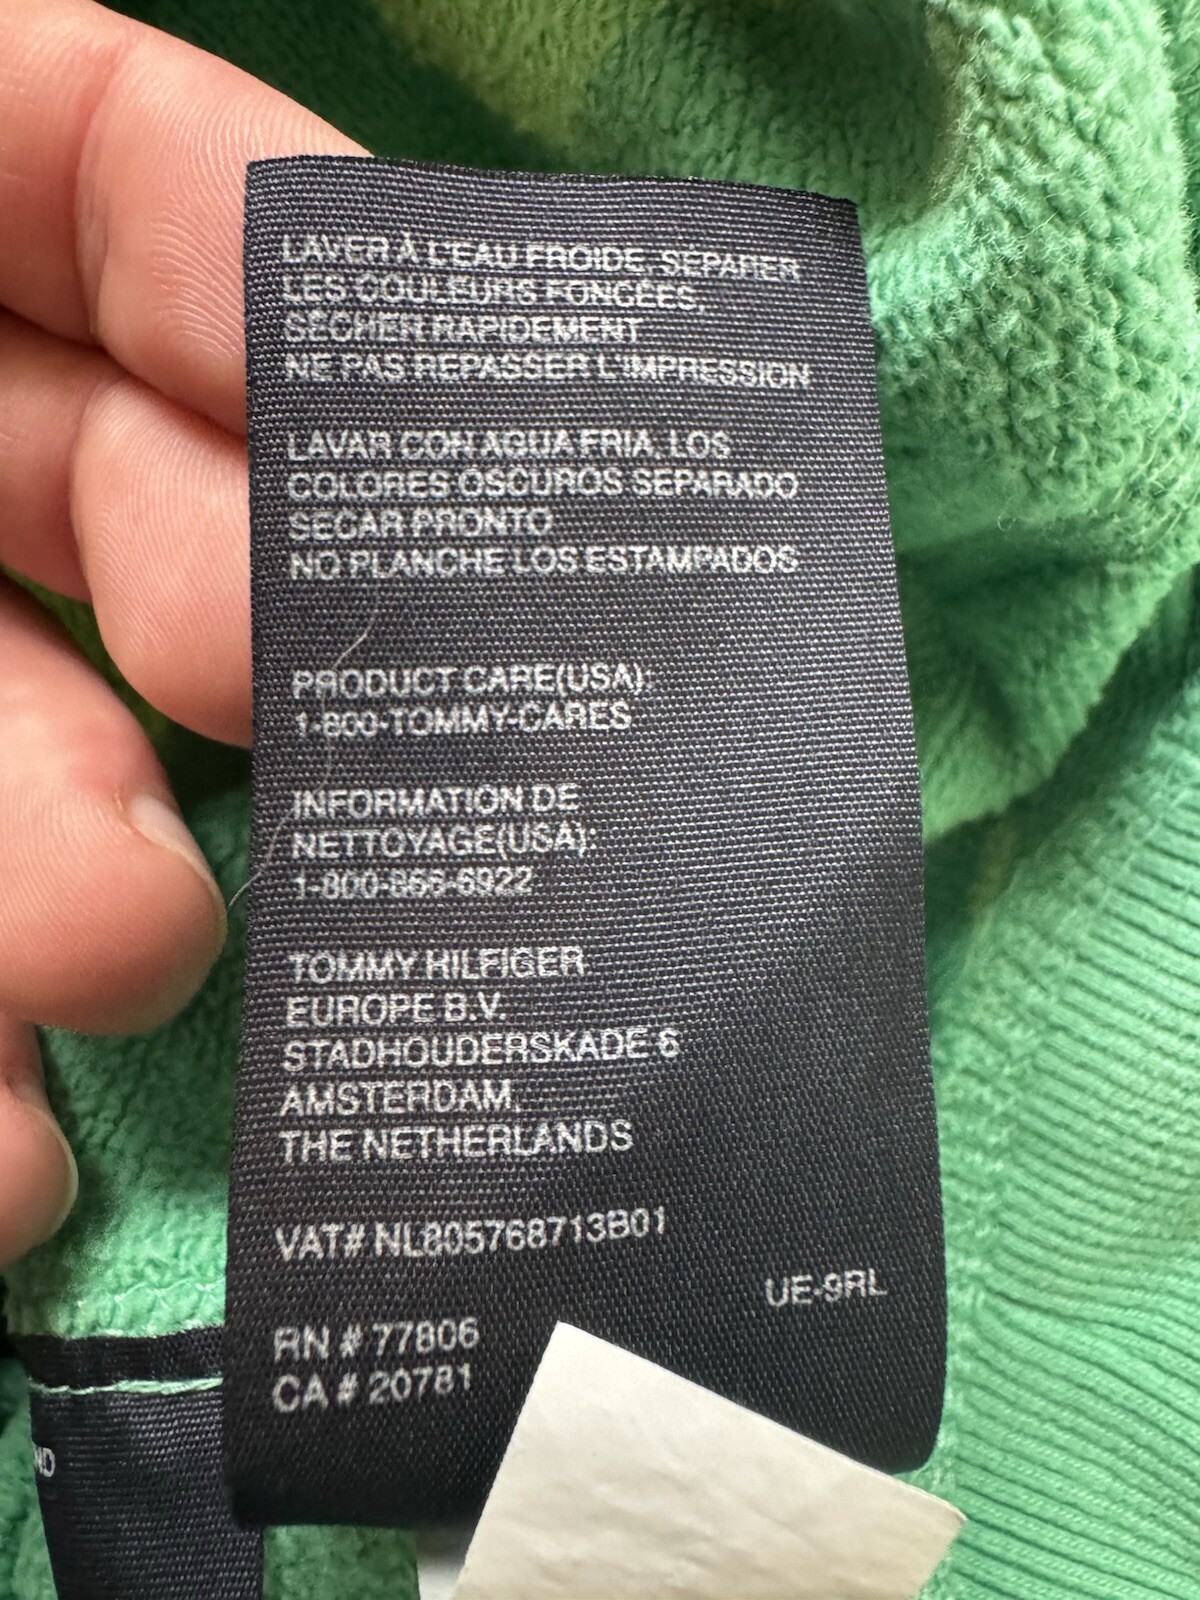 LAVER À L'EAU FROIDE, SÉPARER
LES COULEURS FONCÉES,
SÉCHER RAPIDEMENT
NE PAS REPASSER L'IMPRESSION
LAVAR CON AGUA FRIA, LOS
COLORES OSCUROS SEPARADO
SECAR PRONTO
NO PLANCHE LOS ESTAMPADOS
PRODUCT CARE(USA):
1-800-TOMMY-CARES
INFORMATION DE
NETTOYAGE(USA):
1-800-866-6922
TOMMY HILFIGER
EUROPE B.V.
STADHOUDERSKADE 6
AMSTERDAM,
THE NETHERLANDS
VAT# NL805768713B01
UE-9RL
RN # 77806
CA # 20781
ND